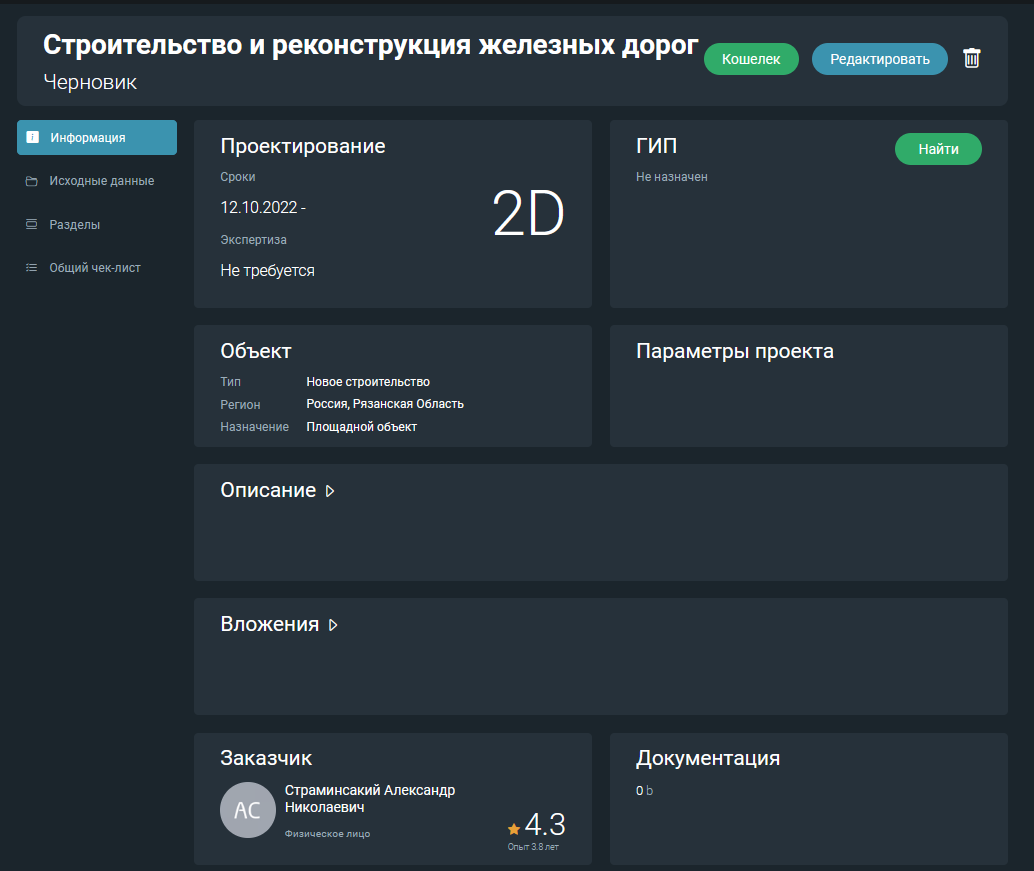 Строительство и реконструкция железных дорог
Черновик
Кошелек
Редактировать
Информация
Исходные данные
Разделы
Общий чек-лист
Проектирование
Сроки
12.10.2022 -
Экспертиза
Не требуется
2D
ГИП
Не назначен
Найти
Объект
Тип Новое строительство
Регион Россия, Рязанская Область
Назначение Площадной объект
Параметры проекта
Описание
Вложения
Заказчик
АС
Страминсакий Александр
Николаевич
Физическое лицо
4.3
Опыт 3.8 лет
Документация
0 b